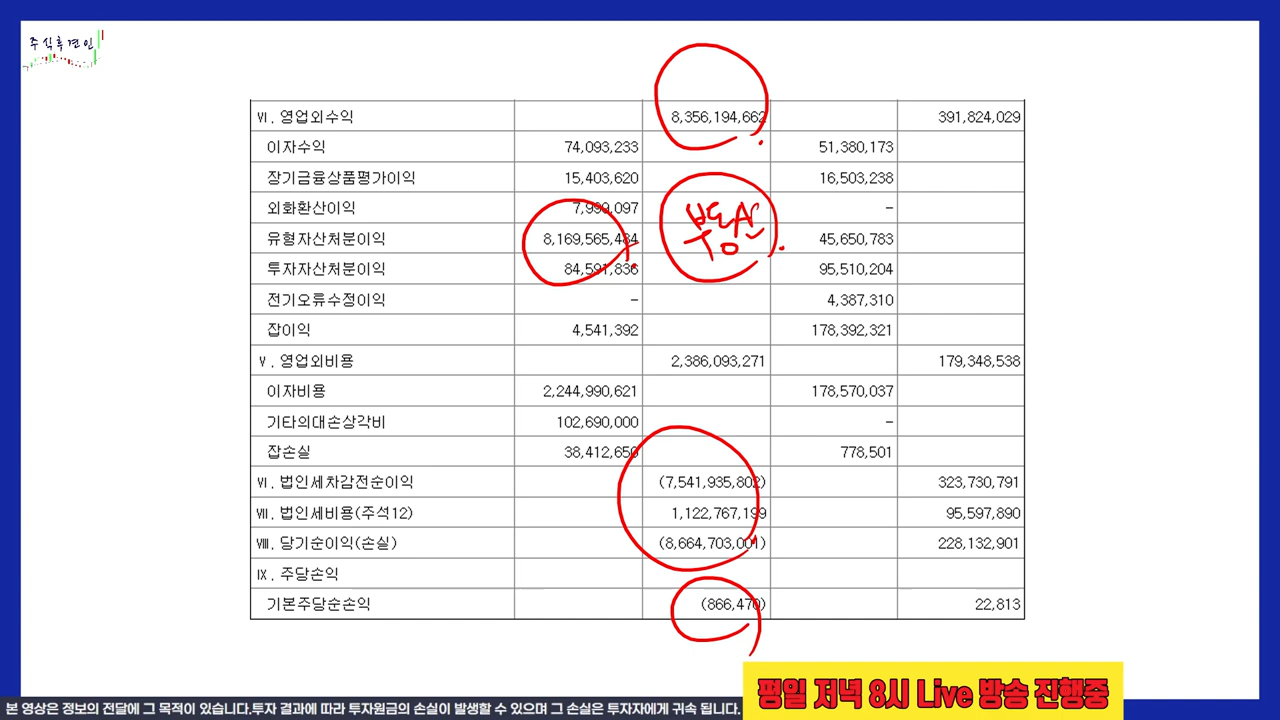 주식후견인
Ⅵ. 영업외수익 8,356,194,662 391,824,029
이자수익 74,093,233 51,380,173
장기금융상품평가이익 15,403,620 16,503,238
외화환산이익 7,999,097 -
부동산
유형자산처분이익 8,169,565,484 45,650,783
투자자산처분이익 84,591,836 95,510,204
전기오류수정이익 - 4,387,310
잡이익 4,541,392 178,392,321
Ⅴ. 영업외비용 2,386,093,271 179,348,538
이자비용 2,244,990,621 178,570,037
기타의대손상각비 102,690,000 -
잡손실 38,412,650 778,501
Ⅵ. 법인세차감전순이익 (7,541,935,802) 323,730,791
Ⅶ. 법인세비용(주석12) 1,122,767,199 95,597,890
Ⅷ. 당기순이익(손실) (8,664,703,001) 228,132,901
Ⅸ. 주당손익
기본주당순손익 (866,470) 22,813
평일 저녁 8시 Live 방송 진행중
본 영상은 정보의 전달에 그 목적이 있습니다.투자 결과에 따라 투자원금의 손실이 발생할 수 있으며 그 손실은 투자자에게 귀속 됩니다.